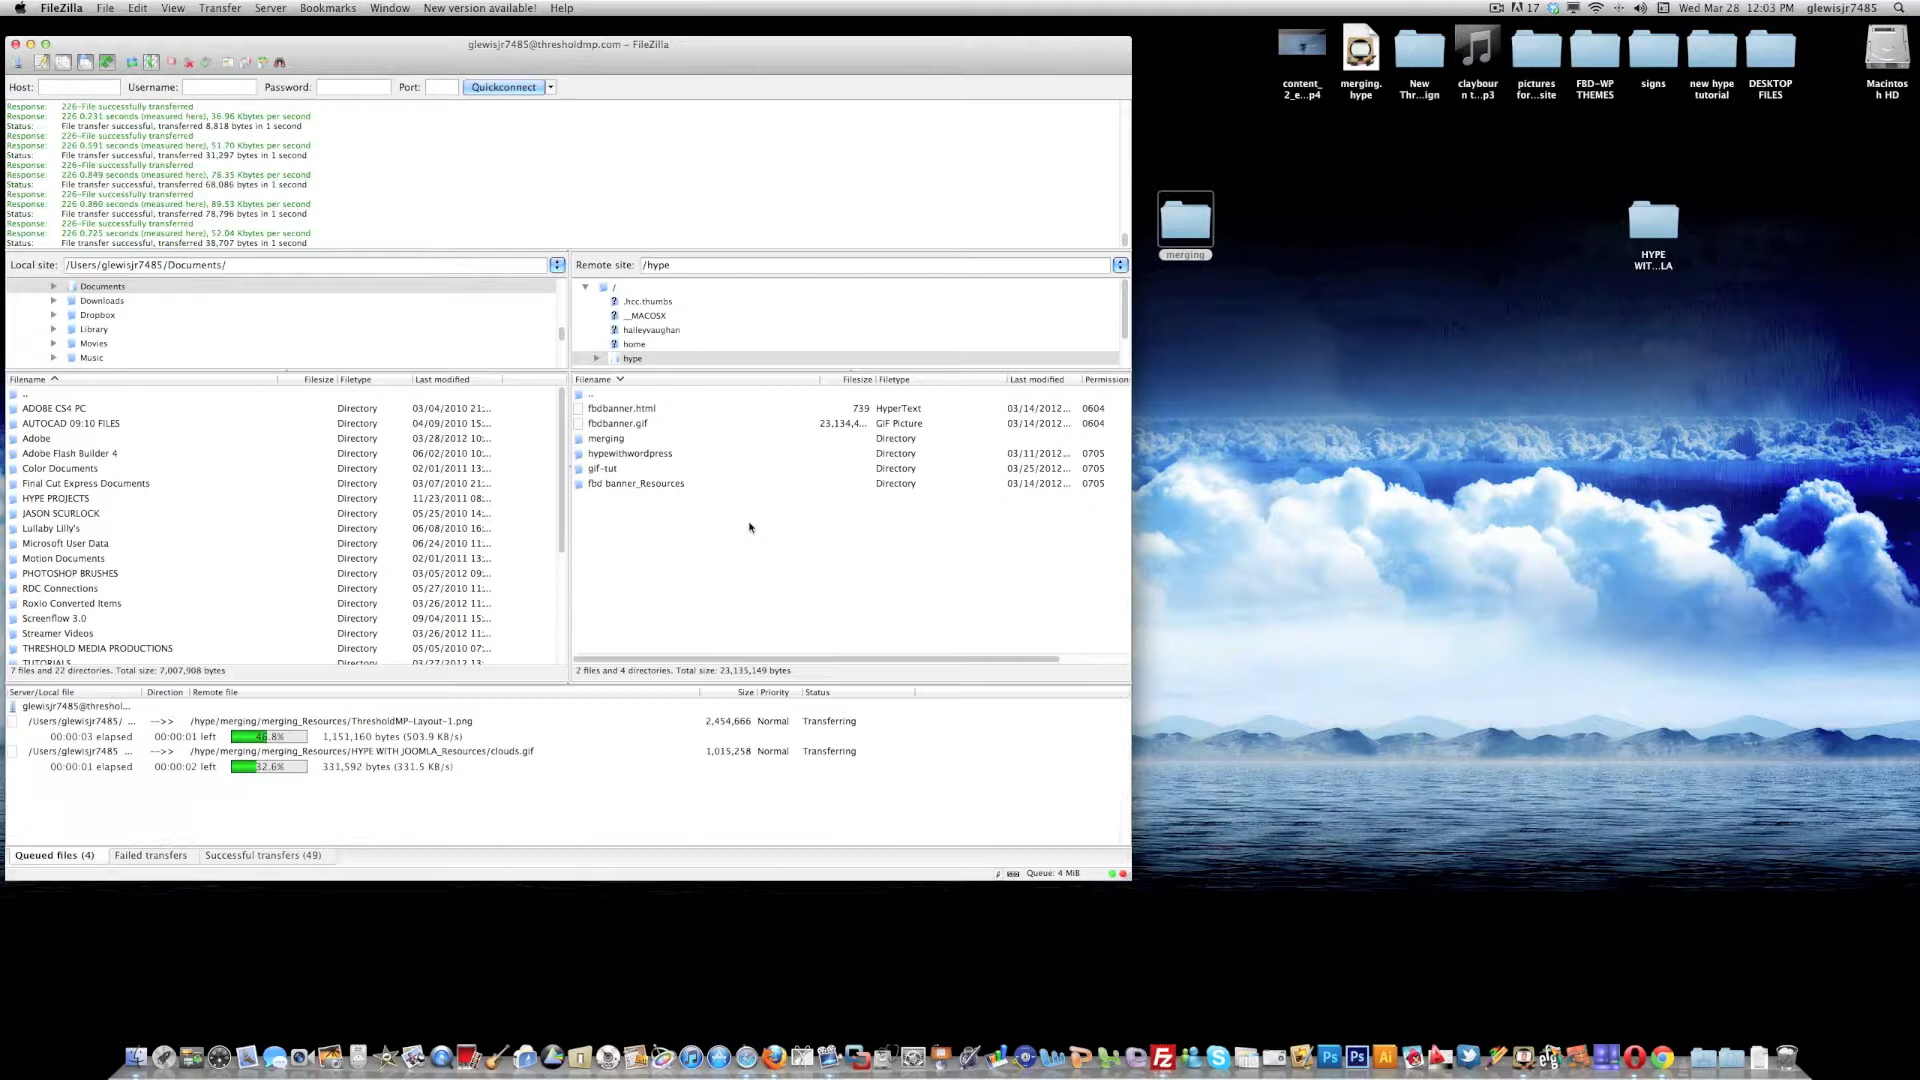 FileZilla File Edit View Transfer Server Bookmarks Window New version available! Help
17 Wed Mar 28 12:03 PM glewisjr7485
glewisjr7485@thresholdmp.com – FileZilla
Host: Username: Password: Port: Quickconnect
Response: 226-File successfully transferred
Response: 226 0.231 seconds (measured here), 36.96 Kbytes per second
Status: File transfer successful, transferred 8,818 bytes in 1 second
Response: 226-File successfully transferred
Response: 226 0.591 seconds (measured here), 51.70 Kbytes per second
Status: File transfer successful, transferred 31,297 bytes in 1 second
Response: 226-File successfully transferred
Response: 226 0.849 seconds (measured here), 78.35 Kbytes per second
Status: File transfer successful, transferred 68,086 bytes in 1 second
Response: 226-File successfully transferred
Response: 226 0.860 seconds (measured here), 89.53 Kbytes per second
Status: File transfer successful, transferred 78,796 bytes in 1 second
Response: 226-File successfully transferred
Response: 226 0.725 seconds (measured here), 52.04 Kbytes per second
Status: File transfer successful, transferred 38,707 bytes in 1 second
Local site: /Users/glewisjr7485/Documents/
Documents
Downloads
Dropbox
Library
Movies
Music
Remote site: /hype
/
.hcc.thumbs
__MACOSX
haileyvaughan
home
hype
Filename Filesize Filetype Last modified
..
ADOBE CS4 PC Directory 03/04/2010 21:...
AUTOCAD 09:10 FILES Directory 04/09/2010 15:...
Adobe Directory 03/28/2012 10:...
Adobe Flash Builder 4 Directory 06/02/2010 10:...
Color Documents Directory 02/01/2011 13:...
Final Cut Express Documents Directory 03/07/2010 21:...
HYPE PROJECTS Directory 11/23/2011 08:...
JASON SCURLOCK Directory 05/25/2010 14:...
Lullaby Lilly's Directory 06/08/2010 16:...
Microsoft User Data Directory 06/24/2010 11:...
Motion Documents Directory 02/01/2011 13:...
PHOTOSHOP BRUSHES Directory 03/05/2012 09:...
RDC Connections Directory 05/27/2010 11:...
Roxio Converted Items Directory 03/26/2012 11:...
Screenflow 3.0 Directory 09/04/2011 15:...
Streamer Videos Directory 03/26/2012 11:...
THRESHOLD MEDIA PRODUCTIONS Directory 05/05/2010 07:...
TUTORIALS Directory 03/27/2012 13:
7 files and 22 directories. Total size: 7,007,908 bytes
Filename Filesize Filetype Last modified Permission
..
fbdbanner.html 739 HyperText 03/14/2012... 0604
fbdbanner.gif 23,134,4... GIF Picture 03/14/2012... 0604
merging Directory
hypewithwordpress Directory 03/11/2012... 0705
gif-tut Directory 03/25/2012... 0705
fbd banner_Resources Directory 03/14/2012... 0705
2 files and 4 directories. Total size: 23,135,149 bytes
Server/Local file Direction Remote file Size Priority Status
glewisjr7485@threshol...
/Users/glewisjr7485/ ... -->> /hype/merging/merging_Resources/ThresholdMP-Layout-1.png 2,454,666 Normal Transferring
00:00:03 elapsed 00:00:01 left 46.8% 1,151,160 bytes (503.9 KB/s)
/Users/glewisjr7485 ... -->> /hype/merging/merging_Resources/HYPE WITH JOOMLA_Resources/clouds.gif 1,015,258 Normal Transferring
00:00:01 elapsed 00:00:02 left 32.6% 331,592 bytes (331.5 KB/s)
Queued files (4) Failed transfers Successful transfers (49)
Queue: 4 MiB
content_
2_e...p4
merging.
hype
New
Thr...ign
claybour
n t...p3
pictures
for...site
FBD-WP
THEMES
signs
new hype
tutorial
DESKTOP
FILES
Macintos
h HD
merging
HYPE
WIT...LA
Ps Ps Ai